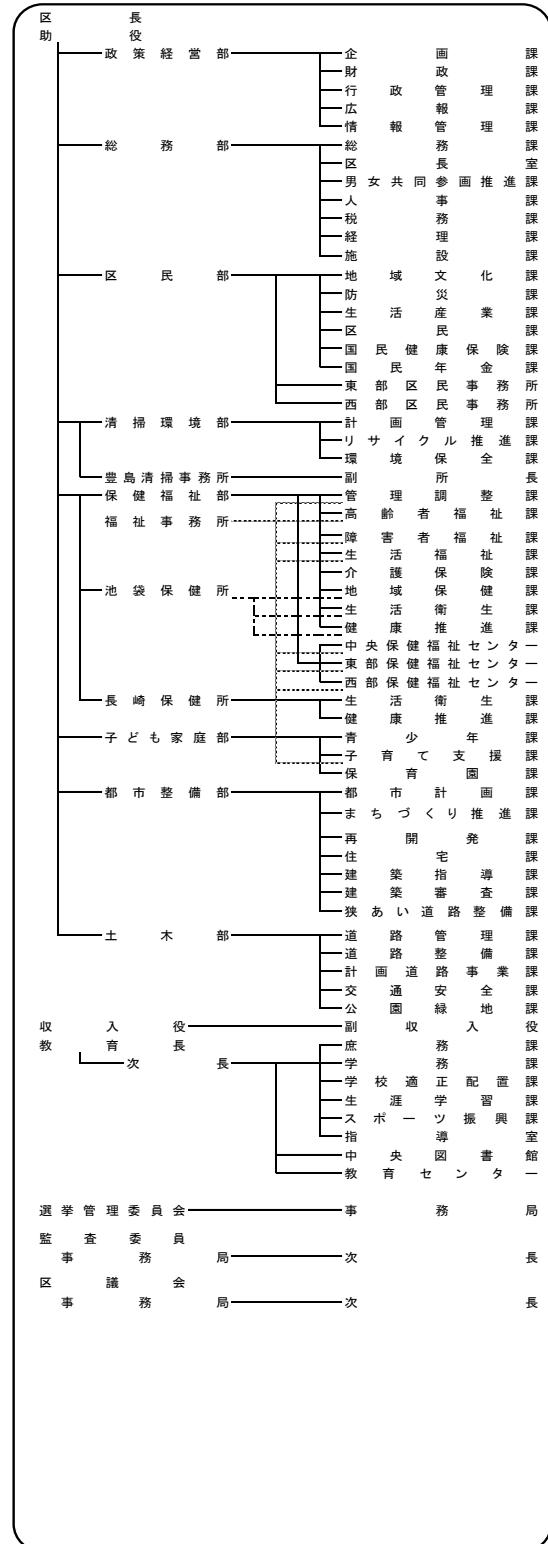 区長
助役
政策経営部 企画課
財政課
行政管理課
広報課
情報管理課
総務部 総務課
区長室
男女共同参画推進課
人事課
税務課
経理課
施設課
区民部 地域文化課
防災課
生活産業課
区民課
国民健康保険課
国民年金課
東部区民事務所
西部区民事務所
清掃環境部 計画管理課
リサイクル推進課
環境保全課
豊島清掃事務所 副所長
保健福祉部 管理調整課
高齢者福祉課
福祉事務所
障害者福祉課
生活福祉課
介護保険課
池袋保健所 地域保健課
生活衛生課
健康推進課
中央保健福祉センター
東部保健福祉センター
西部保健福祉センター
長崎保健所 生活衛生課
健康推進課
子ども家庭部 青少年課
子育て支援課
保育園課
都市整備部 都市計画課
まちづくり推進課
再開発課
住宅課
建築指導課
建築審査課
狭あい道路整備課
土木部 道路管理課
道路整備課
計画道路事業課
交通安全課
公園緑地課
収入役 副収入役
教育長 庶務課
次長 学務課
学校適正配置課
生涯学習課
スポーツ振興課
指導室
中央図書館
教育センター
選挙管理委員会 事務局
監査委員
事務局 次長
区議会
事務局 次長